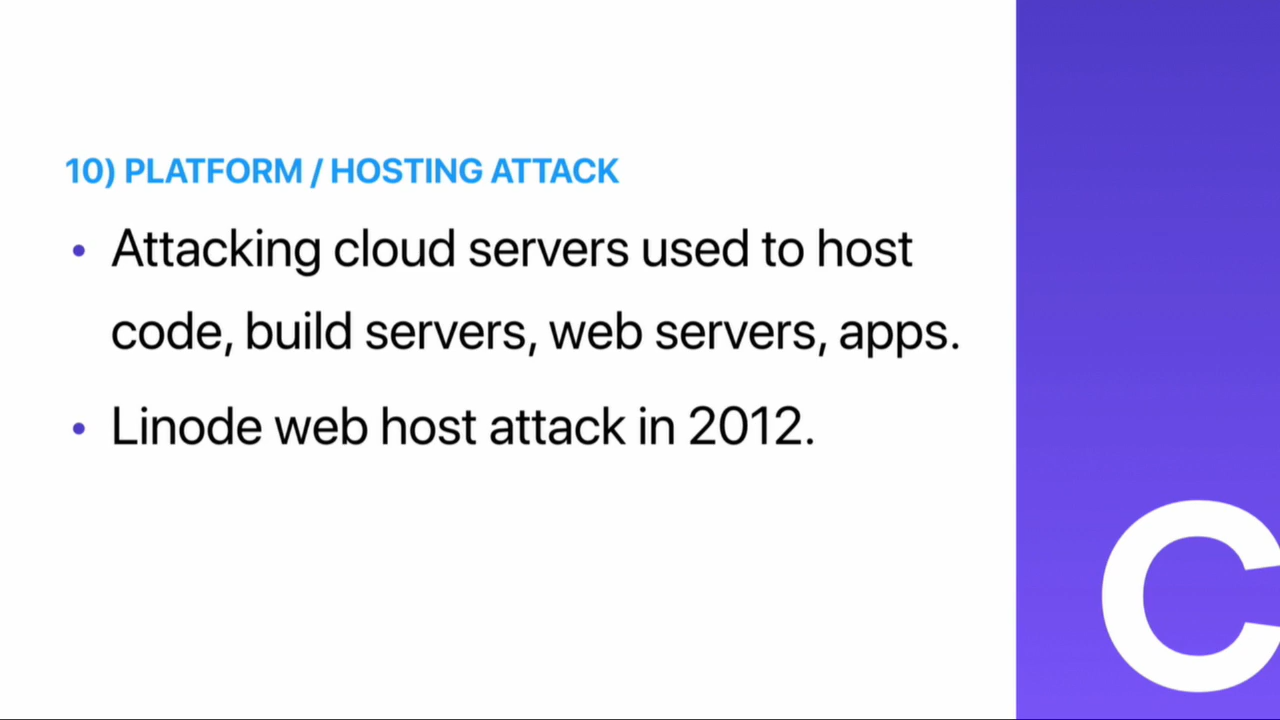 10) PLATFORM / HOSTING ATTACK
• Attacking cloud servers used to host
code, build servers, web servers, apps.
• Linode web host attack in 2012.
C